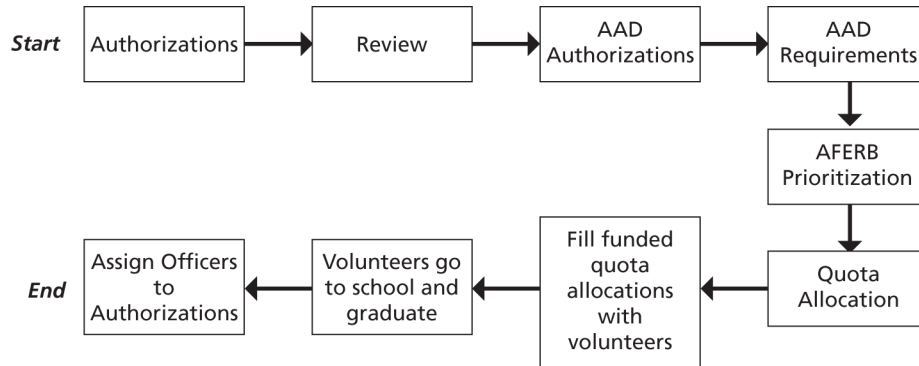 Start
Authorizations
Review
AAD
Authorizations
AAD
Requirements
AFERB
Prioritization
Quota
Allocation
Fill funded
quota
allocations
with
volunteers
Volunteers go
to school and
graduate
Assign Officers
to
Authorizations
End